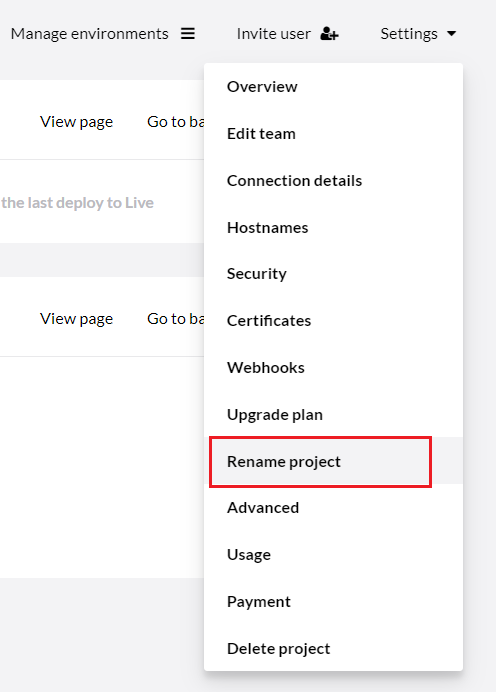 Manage environments
Invite user
Settings
Overview
View page
Go to ba
Edit team
Connection details
the last deploy to Live
Hostnames
Security
View page
Go to ba
Certificates
Webhooks
Upgrade plan
Rename project
Advanced
Usage
Payment
Delete project